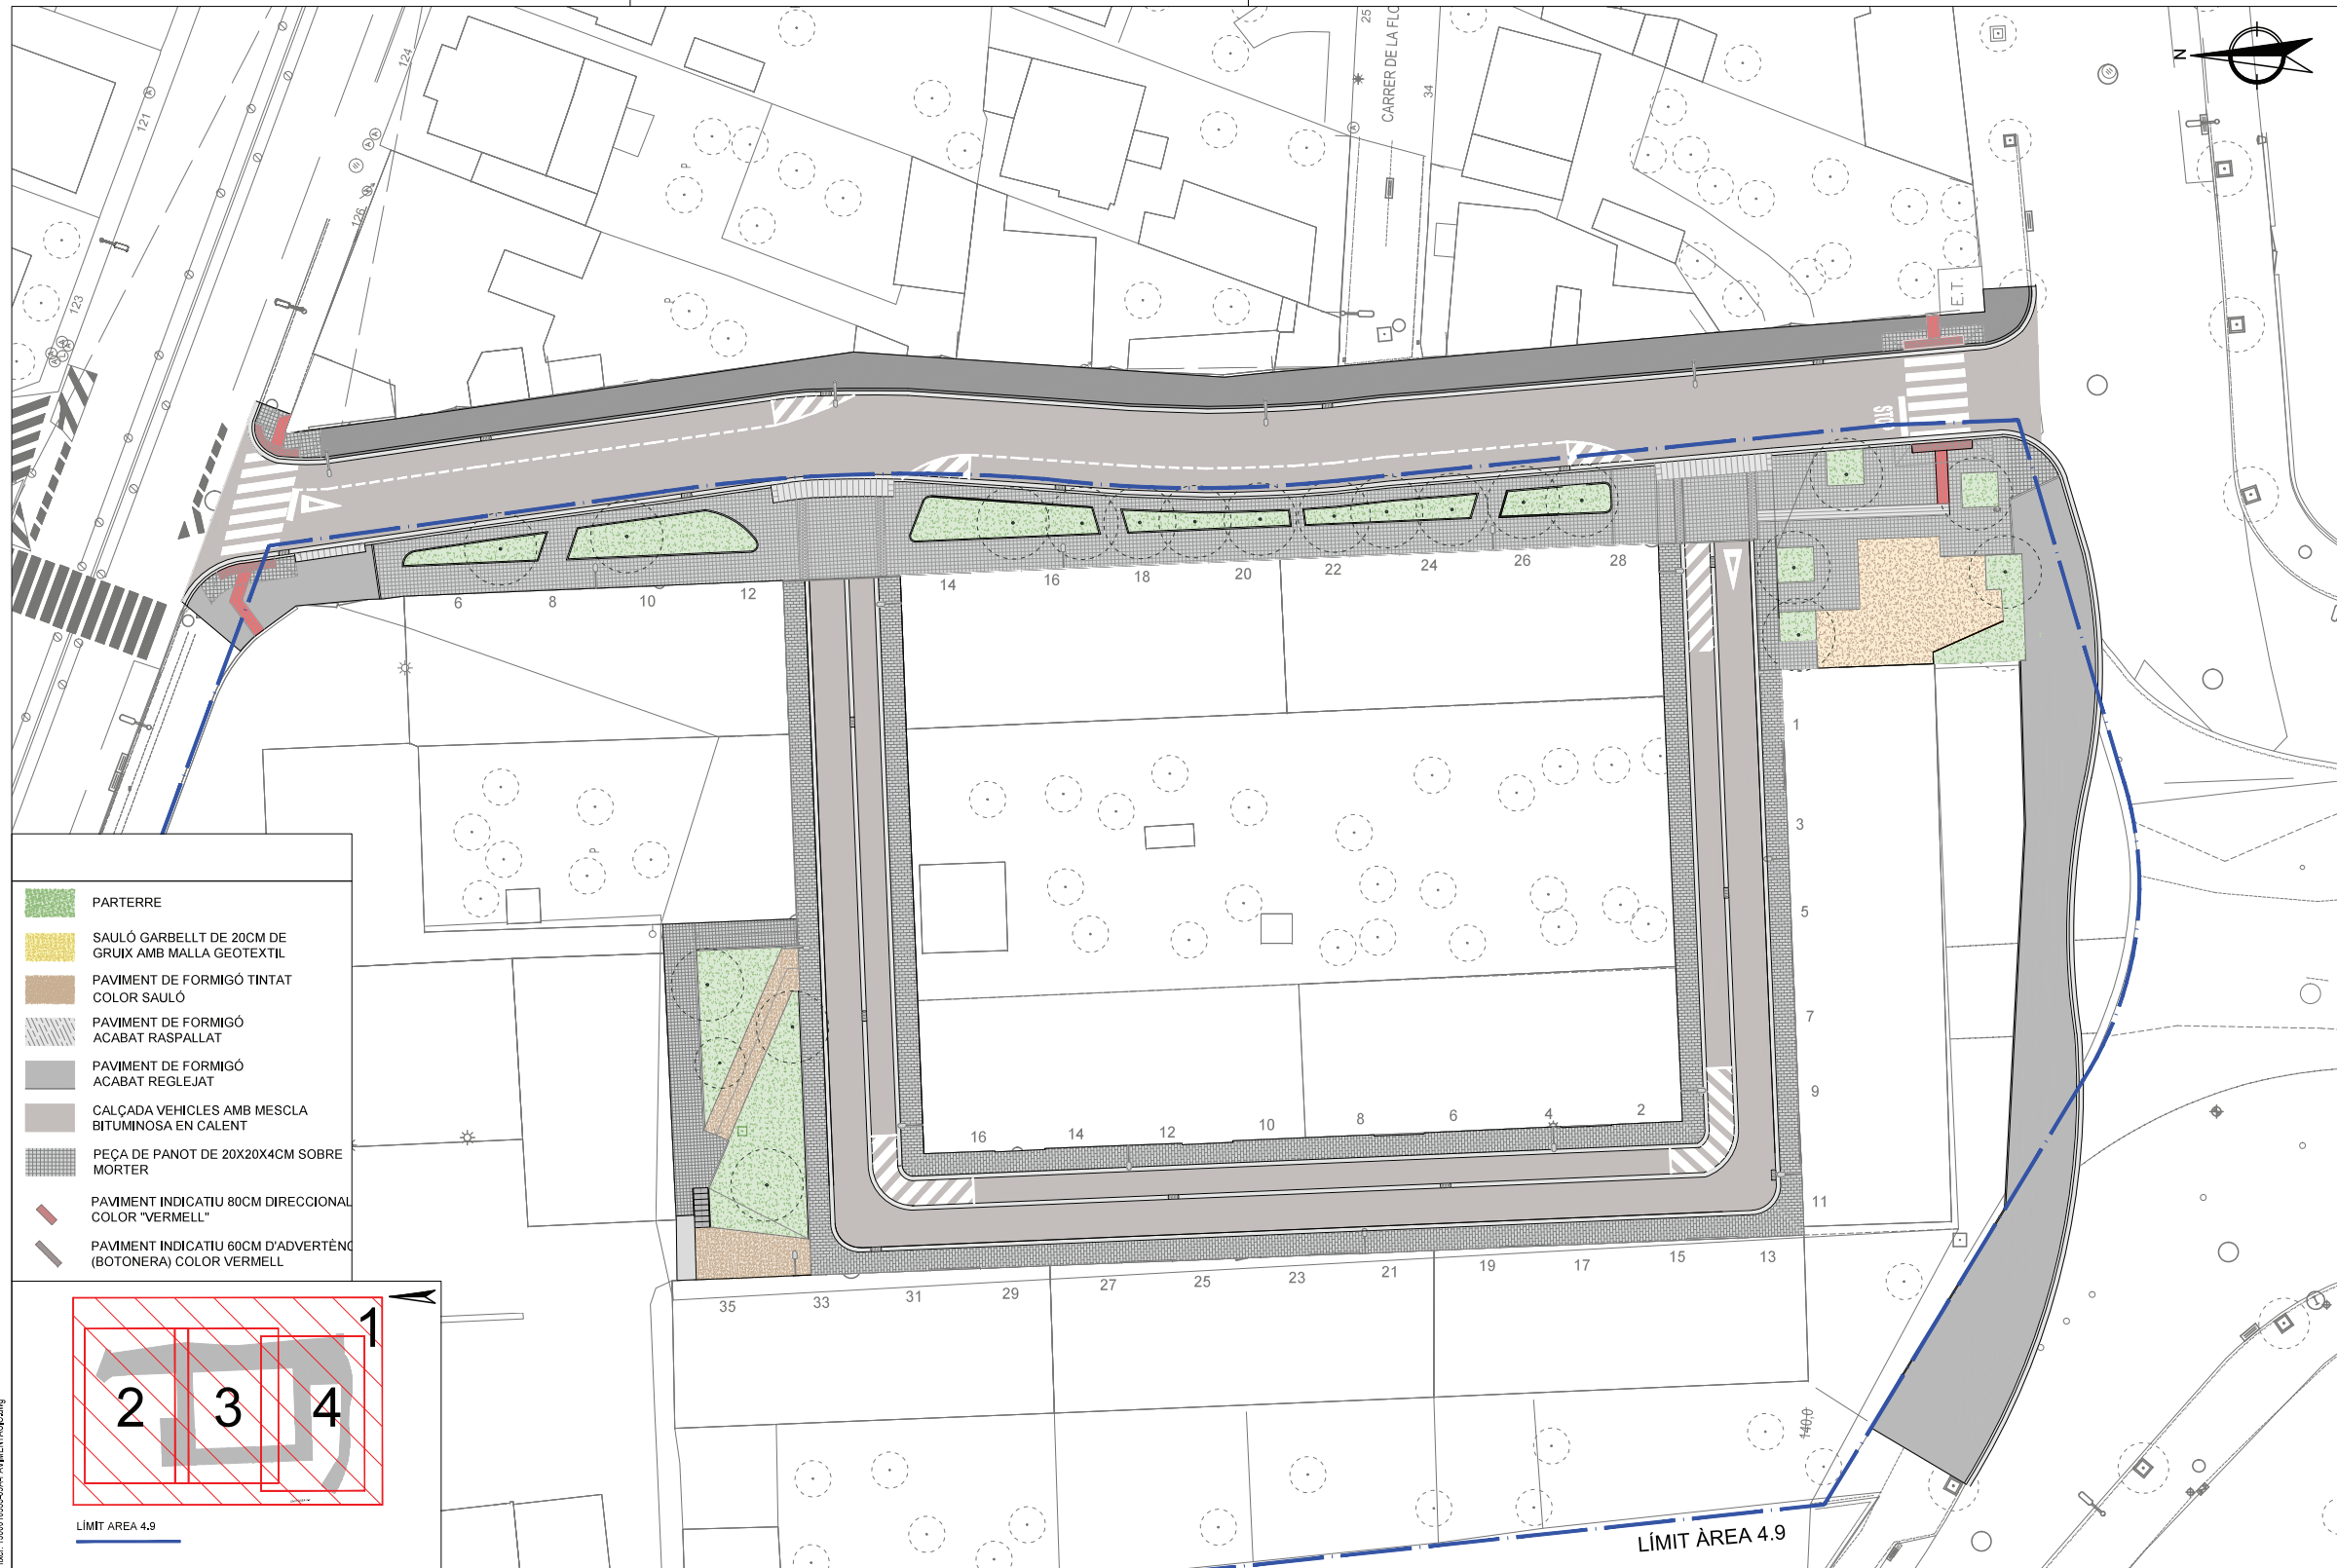 25
CARRER DE LA FLO
34
N
121
124
126
123
E.T.
STOP
6
8
10
12
14
16
18
20
22
24
26
28
1
3
5
7
9
11
16
14
12
10
8
6
4
2
35
33
31
29
27
25
23
21
19
17
15
13
140,0
PARTERRE
SAULÓ GARBELLT DE 20CM DE
GRUIX AMB MALLA GEOTEXTIL
PAVIMENT DE FORMIGÓ TINTAT
COLOR SAULÓ
PAVIMENT DE FORMIGÓ
ACABAT RASPALLAT
PAVIMENT DE FORMIGÓ
ACABAT REGLEJAT
CALÇADA VEHICLES AMB MESCLA
BITUMINOSA EN CALENT
PEÇA DE PANOT DE 20X20X4CM SOBRE
MORTER
PAVIMENT INDICATIU 80CM DIRECCIONAL
COLOR "VERMELL"
PAVIMENT INDICATIU 60CM D'ADVERTÈNC
(BOTONERA) COLOR VERMELL
1
2
3
4
LÍMIT AREA 4.9
LÍMIT ÀREA 4.9